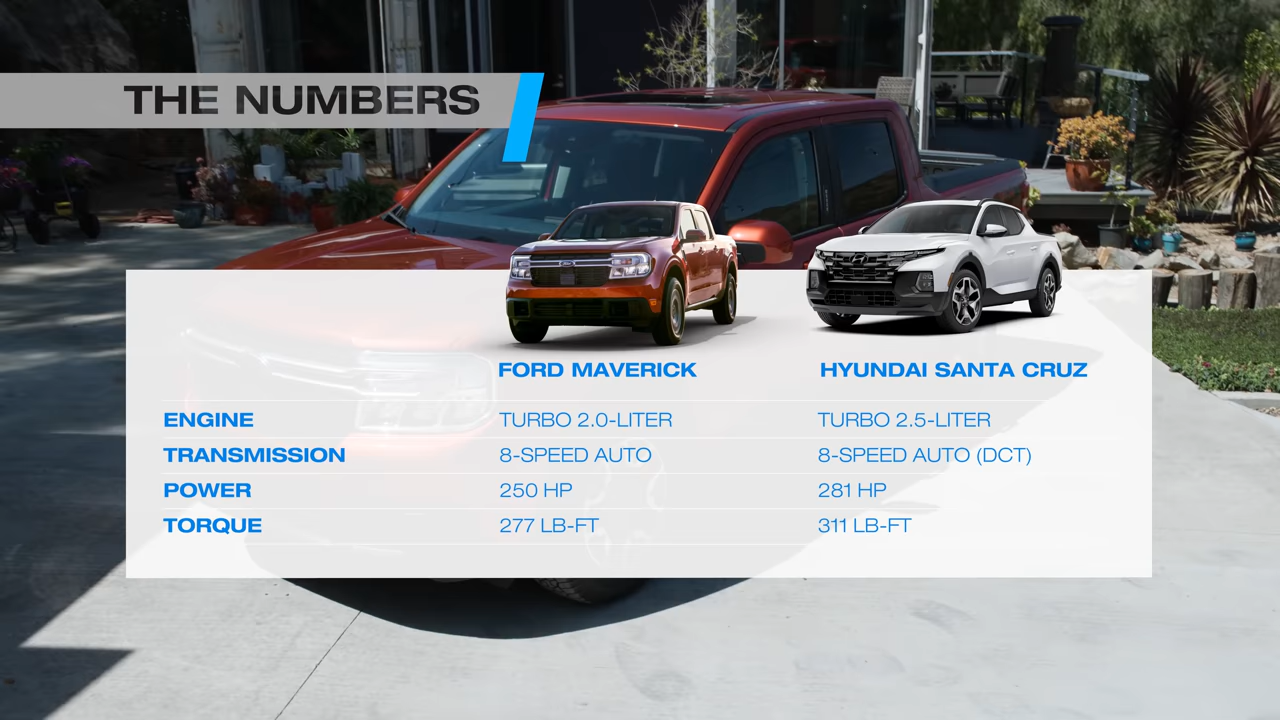 THE NUMBERS
FORD MAVERICK HYUNDAI SANTA CRUZ
ENGINE TURBO 2.0-LITER TURBO 2.5-LITER
TRANSMISSION 8-SPEED AUTO 8-SPEED AUTO (DCT)
POWER 250 HP 281 HP
TORQUE 277 LB-FT 311 LB-FT